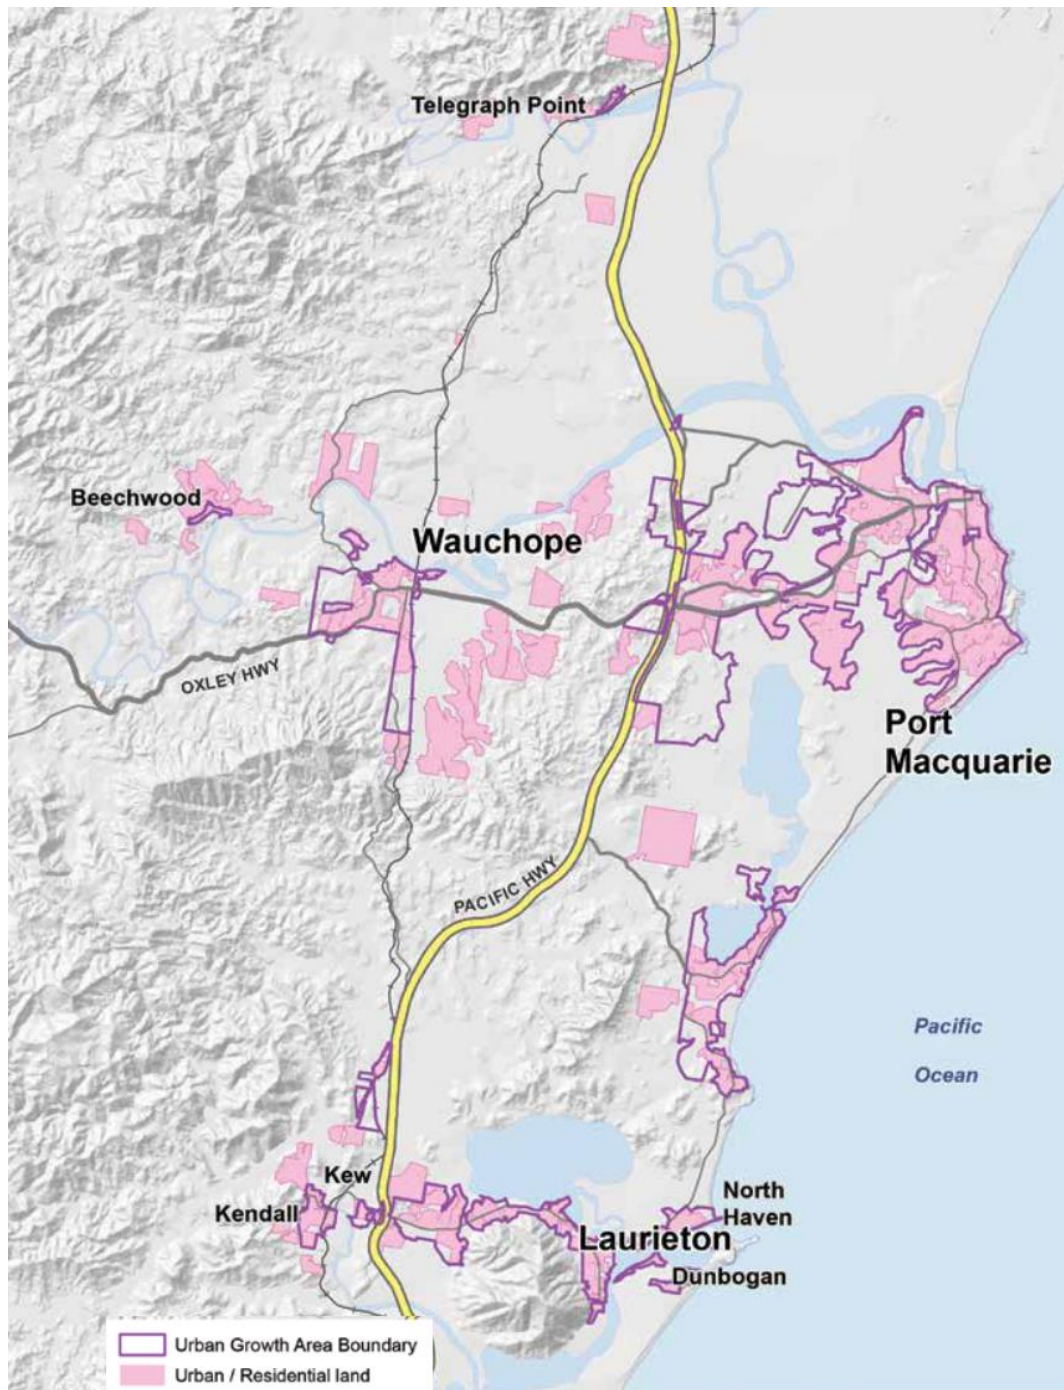 Telegraph Point
Beechwood
Wauchope
OXLEY HWY
Port
Macquarie
PACIFIC HWY
Pacific
Ocean
Kew
Kendall
North
Haven
Laurieton
Dunbogan
Urban Growth Area Boundary
Urban / Residential land